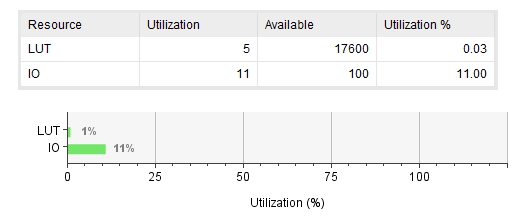 Resource Utilization Available Utilization %
LUT 5 17600 0.03
IO 11 100 11.00
LUT 1%
IO 11%
0 25 50 75 100
Utilization (%)